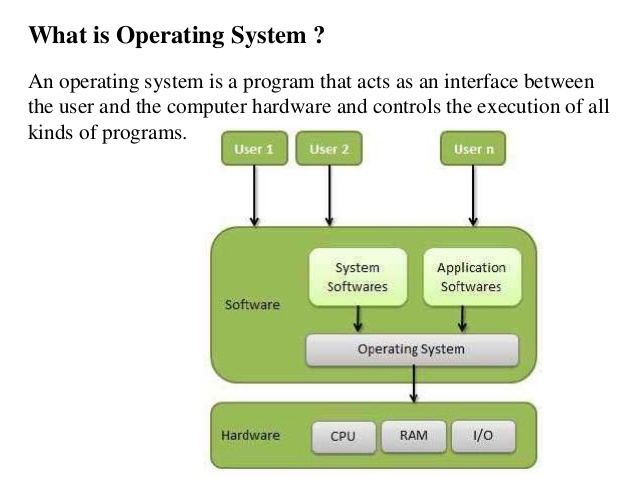 What is Operating System ?
An operating system is a program that acts as an interface between
the user and the computer hardware and controls the execution of all
kinds of programs.
User 1
User 2
User n
System
Softwares
Application
Softwares
Software
Operating System
Hardware
CPU
RAM
I/O